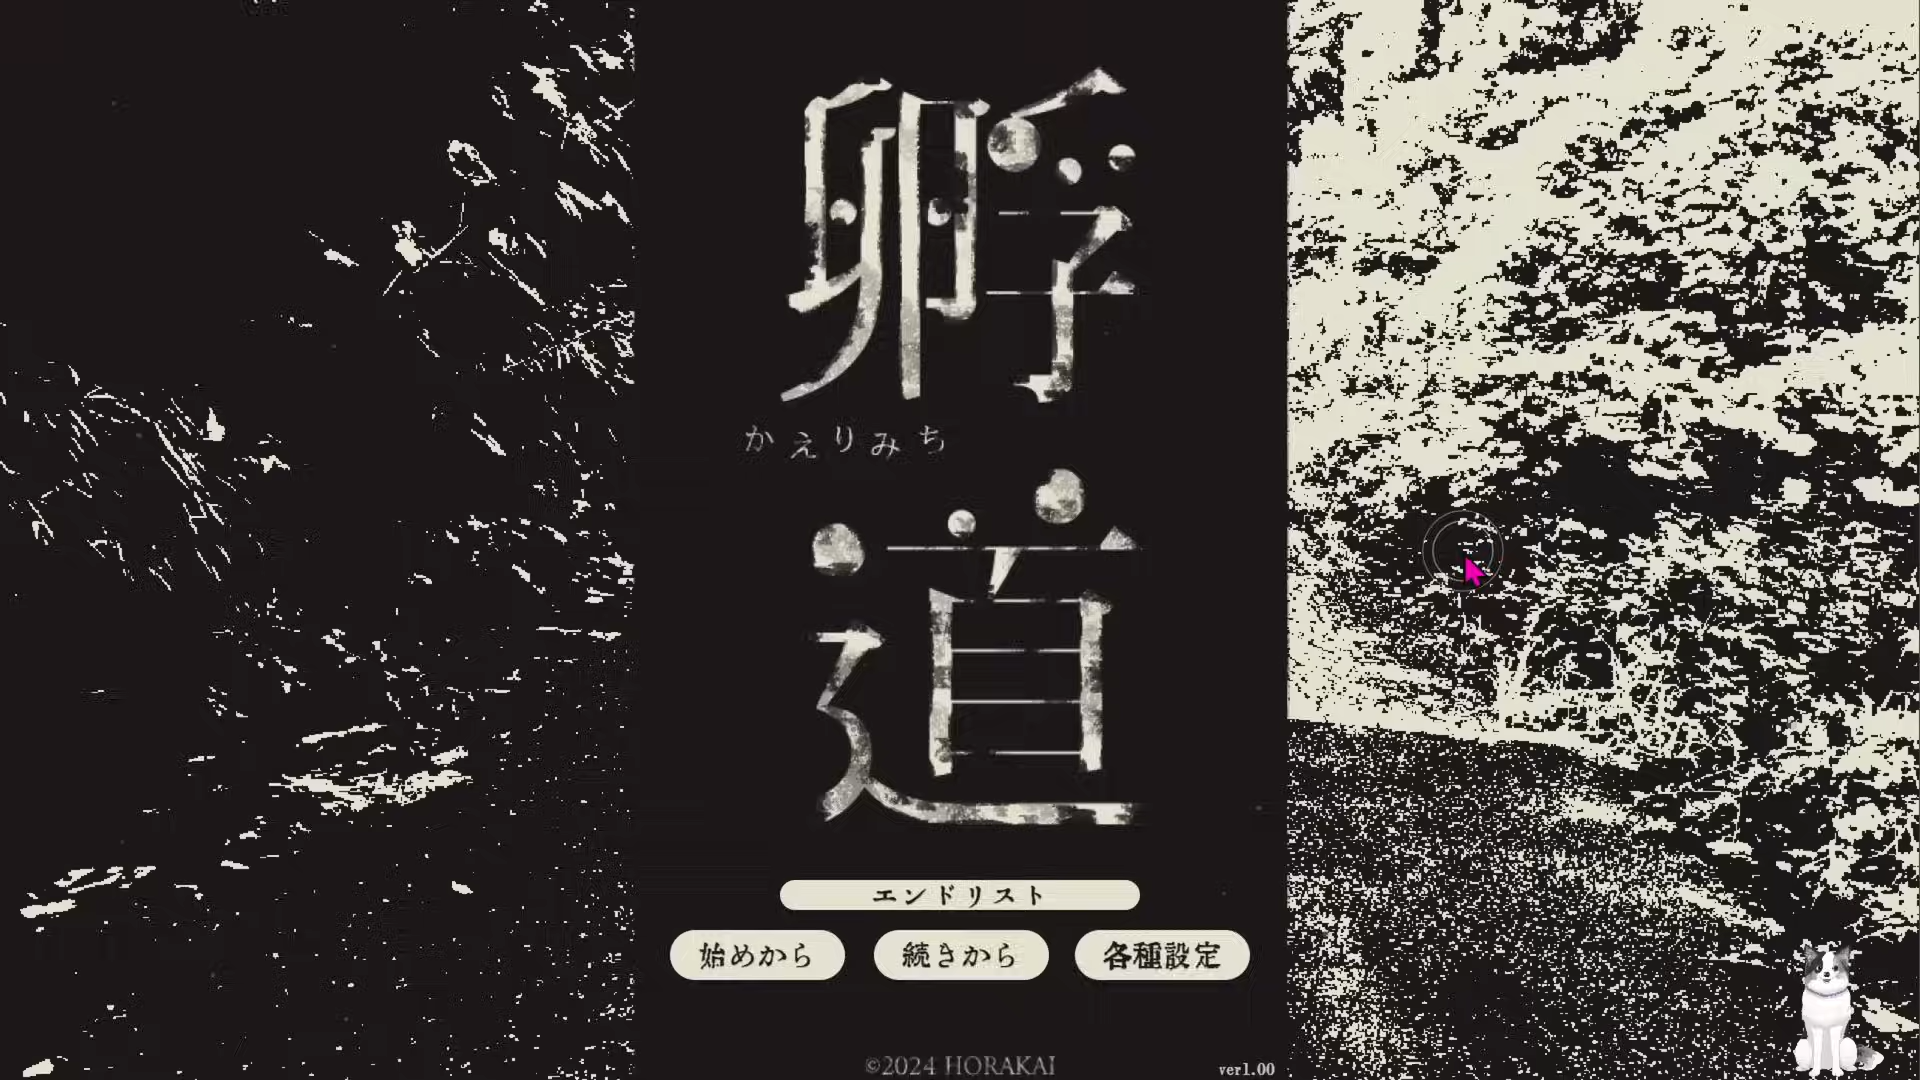 孵
かえりみち
道
エンドリスト
始めから
続きから
各種設定
©2024 HORAKAI
ver1.00